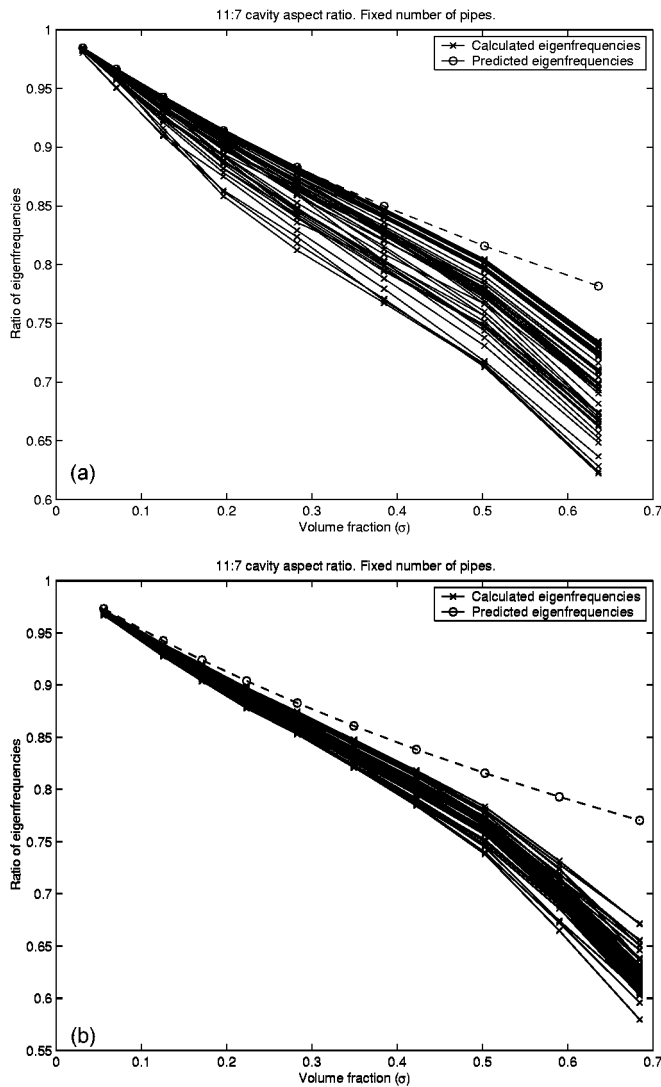 11:7 cavity aspect ratio. Fixed number of pipes.
1
0.95
0.9
0.85
0.8
0.75
0.7
0.65
0.6
Ratio of eigenfrequencies
Calculated eigenfrequencies
Predicted eigenfrequencies
(a)
0 0.1 0.2 0.3 0.4 0.5 0.6 0.7
Volume fraction (σ)
11:7 cavity aspect ratio. Fixed number of pipes.
1
0.95
0.9
0.85
0.8
0.75
0.7
0.65
0.6
0.55
Ratio of eigenfrequencies
Calculated eigenfrequencies
Predicted eigenfrequencies
(b)
0 0.1 0.2 0.3 0.4 0.5 0.6 0.7
Volume fraction (σ)